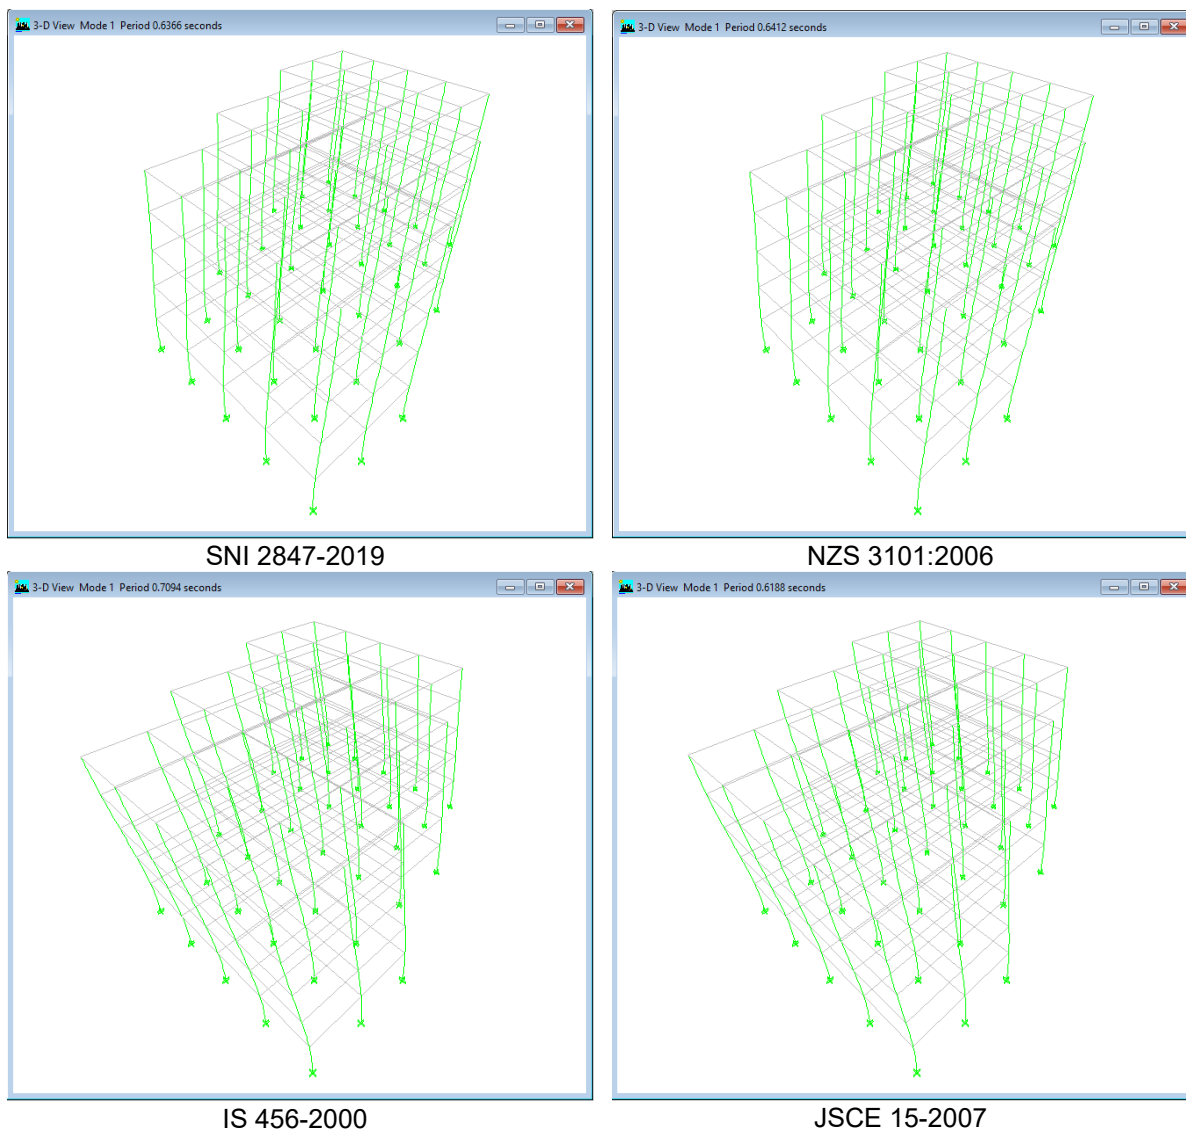 3-D View Mode 1 Period 0.6366 seconds
3-D View Mode 1 Period 0.6412 seconds
SNI 2847-2019
NZS 3101:2006
3-D View Mode 1 Period 0.7094 seconds
3-D View Mode 1 Period 0.6188 seconds
IS 456-2000
JSCE 15-2007